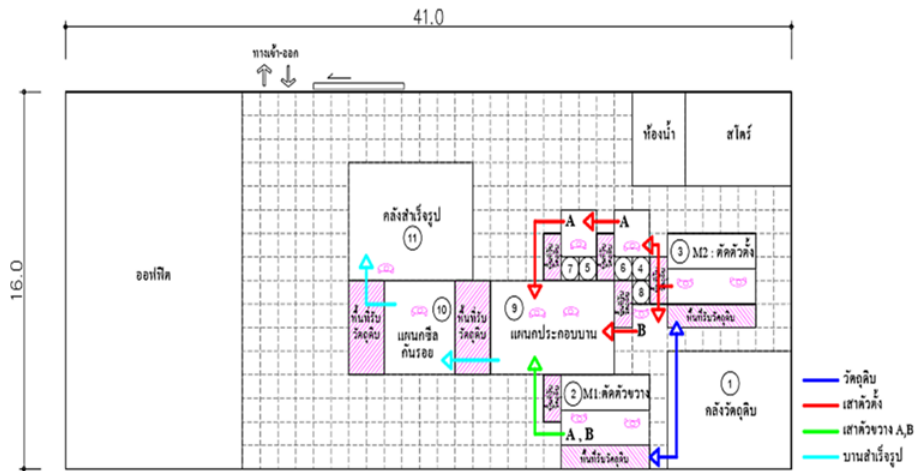 41.0
ทางเข้า-ออก
16.0
ออฟฟิต
ห้องน้ำ
สโตร์
คลังสำเร็จรูป
11
A
A
7
5
6
4
8
3
M2 : ตัดตัวตั้ง
พื้นที่รับวัตถุดิบ
B
9
แผนกประกอบบาน
10
แผนกซีล
กันรอย
พื้นที่รับ
วัตถุดิบ
พื้นที่รับ
วัตถุดิบ
2
M1:ตัดตัวขวาง
A , B
พื้นที่รับวัตถุดิบ
1
คลังวัตถุดิบ
วัตถุดิบ
เสาตัวตั้ง
เสาตัวขวาง A,B
บานสำเร็จรูป